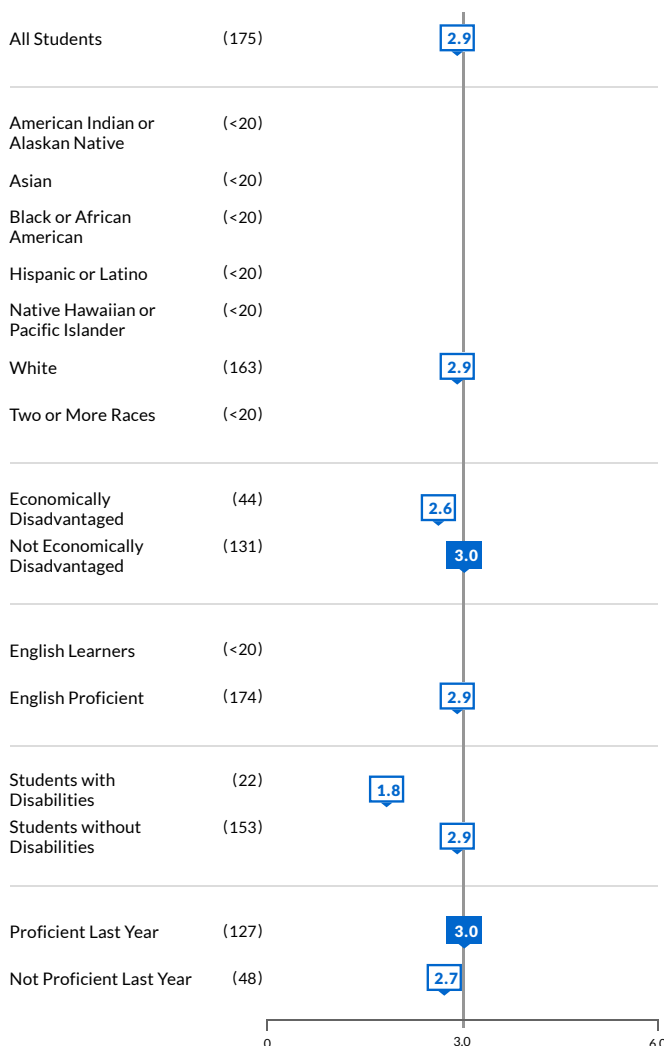 All Students (175) 2.9
American Indian or
Alaskan Native (<20)
Asian (<20)
Black or African
American (<20)
Hispanic or Latino (<20)
Native Hawaiian or
Pacific Islander (<20)
White (163) 2.9
Two or More Races (<20)
Economically
Disadvantaged (44) 2.6
Not Economically
Disadvantaged (131) 3.0
English Learners (<20)
English Proficient (174) 2.9
Students with
Disabilities (22) 1.8
Students without
Disabilities (153) 2.9
Proficient Last Year (127) 3.0
Not Proficient Last Year (48) 2.7
0 3.0 6.0